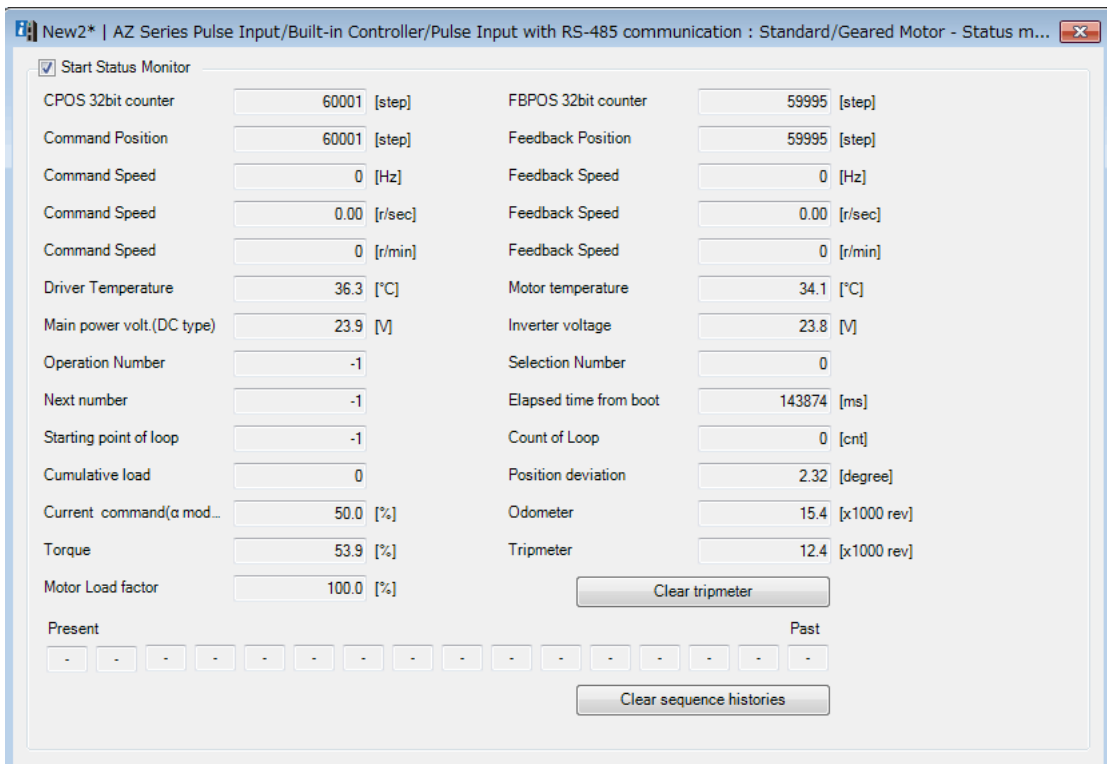 New2* | AZ Series Pulse Input/Built-in Controller/Pulse Input with RS-485 communication : Standard/Geared Motor - Status m...
Start Status Monitor
CPOS 32bit counter 60001 [step] FBPOS 32bit counter 59995 [step]
Command Position 60001 [step] Feedback Position 59995 [step]
Command Speed 0 [Hz] Feedback Speed 0 [Hz]
Command Speed 0.00 [r/sec] Feedback Speed 0.00 [r/sec]
Command Speed 0 [r/min] Feedback Speed 0 [r/min]
Driver Temperature 36.3 [°C] Motor temperature 34.1 [°C]
Main power volt.(DC type) 23.9 [V] Inverter voltage 23.8 [V]
Operation Number -1 Selection Number 0
Next number -1 Elapsed time from boot 143874 [ms]
Starting point of loop -1 Count of Loop 0 [cnt]
Cumulative load 0 Position deviation 2.32 [degree]
Current command(α mod... 50.0 [%] Odometer 15.4 [x1000 rev]
Torque 53.9 [%] Tripmeter 12.4 [x1000 rev]
Motor Load factor 100.0 [%] Clear tripmeter
Present Past
- - - - - - - - - - - - - - - -
Clear sequence histories